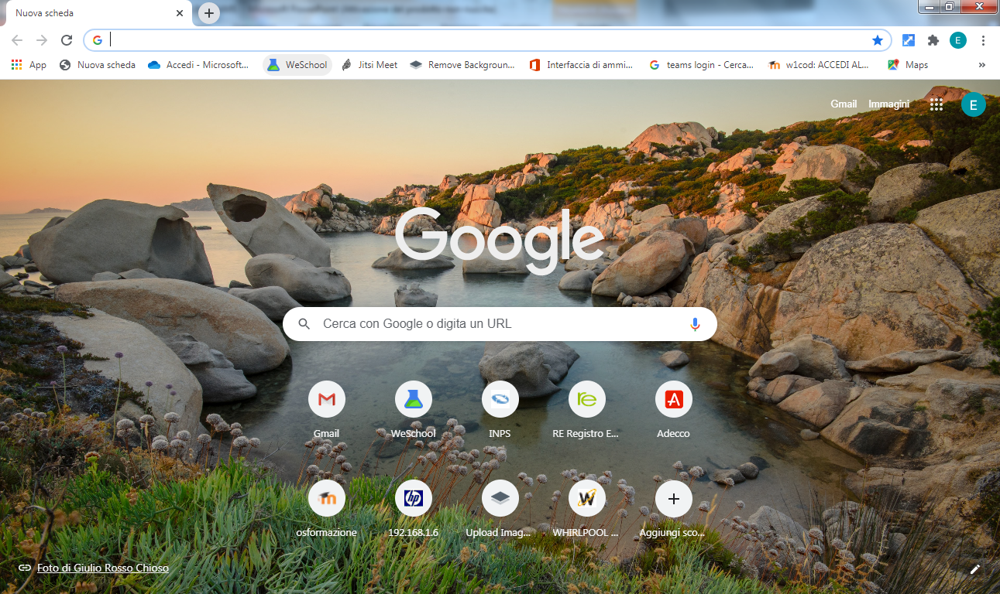 Nuova scheda
E
App
Nuova scheda
Accedi - Microsoft...
WeSchool
Jitsi Meet
Remove Backgroun...
Interfaccia di ammi...
teams login - Cerca...
w1cod: ACCEDI AL...
Maps
»
Gmail
Immagini
E
Google
Cerca con Google o digita un URL
Gmail
WeSchool
INPS
RE Registro E...
Adecco
osformazione
192.168.1.6
Upload Imag...
WHIRLPOOL ...
Aggiungi sco...
Foto di Giulio Rosso Chioso